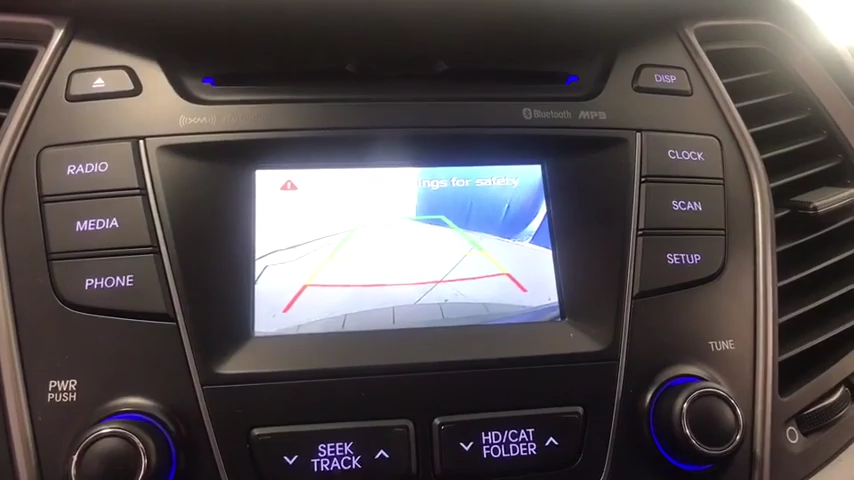 DISP
Bluetooth MP3
RADIO
MEDIA
PHONE
ings for safety
CLOCK
SCAN
SETUP
TUNE
PWR
PUSH
SEEK
TRACK
HD/CAT
FOLDER